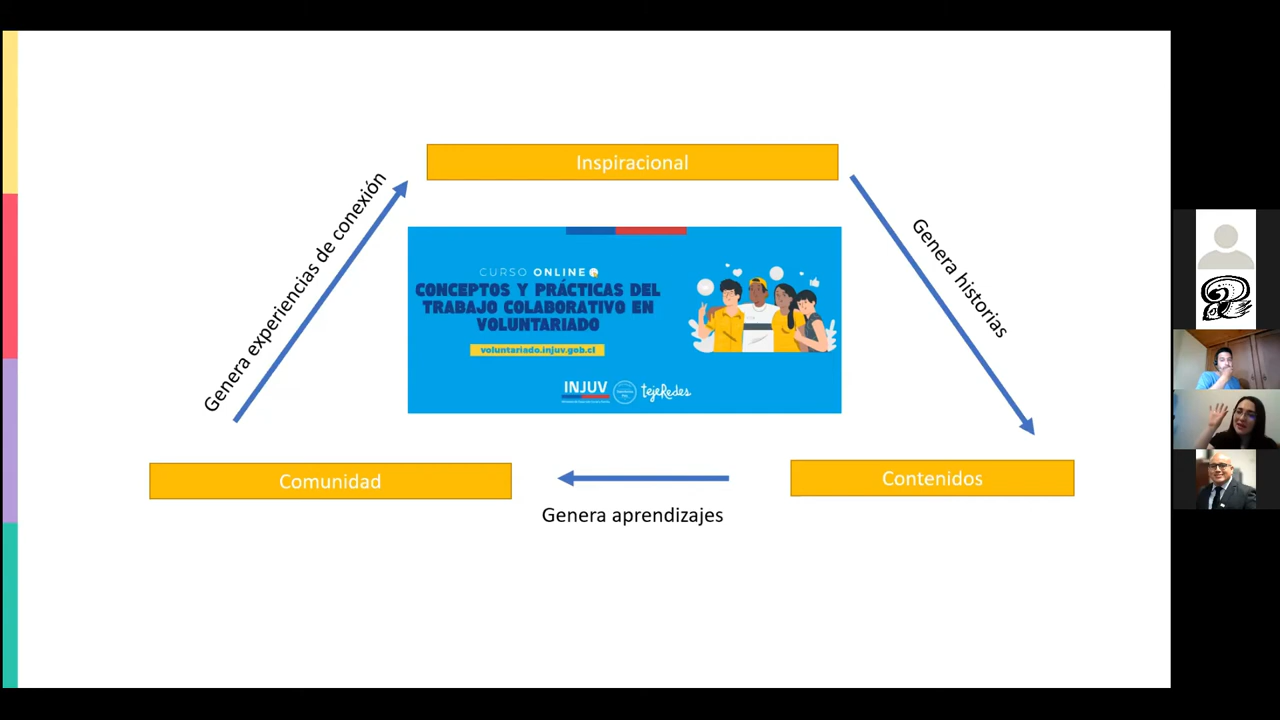 Inspiracional
Genera experiencias de conexión
Genera historias
CURSO ONLINE
CONCEPTOS Y PRÁCTICAS DEL
TRABAJO COLABORATIVO EN
VOLUNTARIADO
voluntariado.injuv.gob.cl
INJUV
tejeRedes
Comunidad
Contenidos
Genera aprendizajes